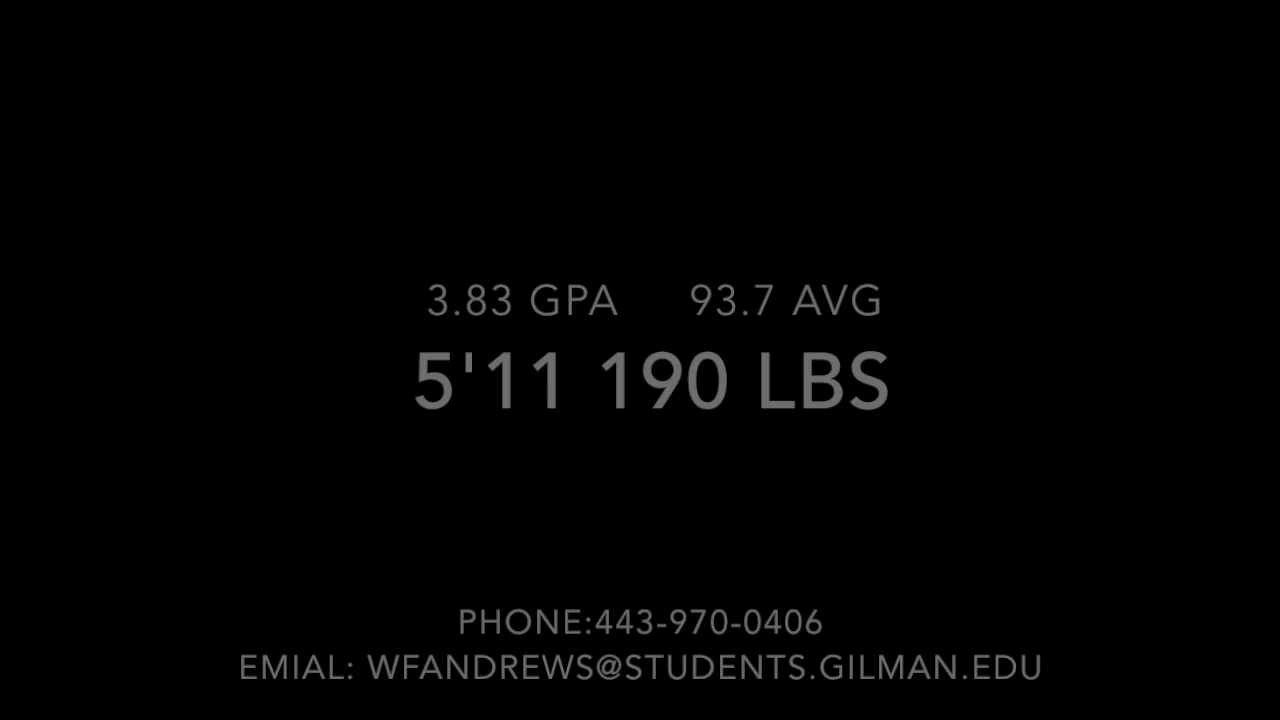 3.83 GPA 93.7 AVG
5'11 190 LBS
PHONE:443-970-0406
EMIAL: WFANDREWS@STUDENTS.GILMAN.EDU